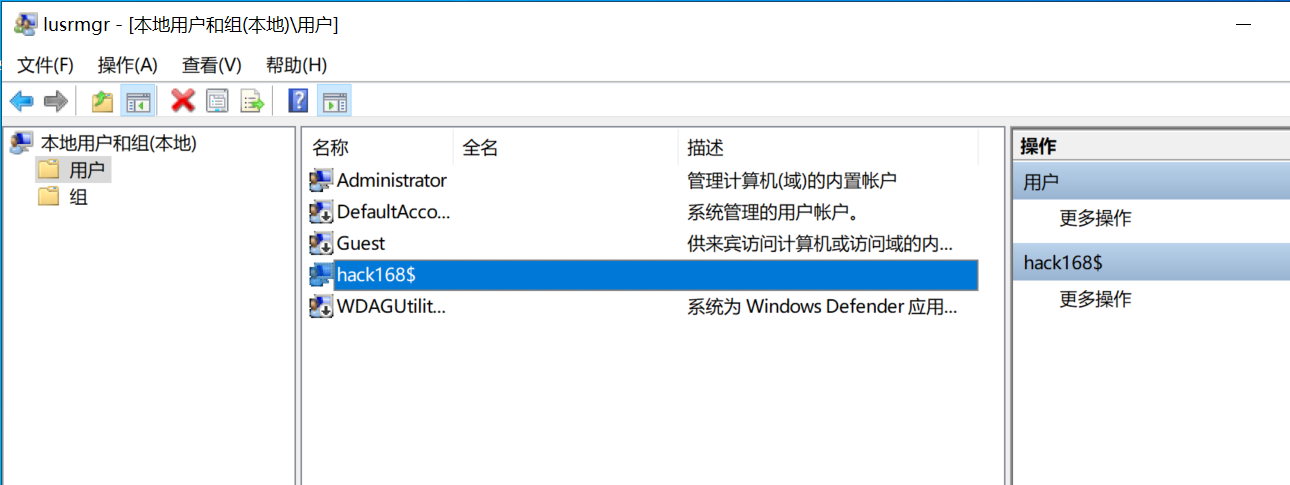 lusrmgr - [本地用户和组(本地)\用户]
文件(F) 操作(A) 查看(V) 帮助(H)
本地用户和组(本地)
用户
组
名称 全名 描述
Administrator 管理计算机(域)的内置帐户
DefaultAcco... 系统管理的用户帐户。
Guest 供来宾访问计算机或访问域的内...
hack168$
WDAGUtilit... 系统为 Windows Defender 应用...
操作
用户
更多操作
hack168$
更多操作